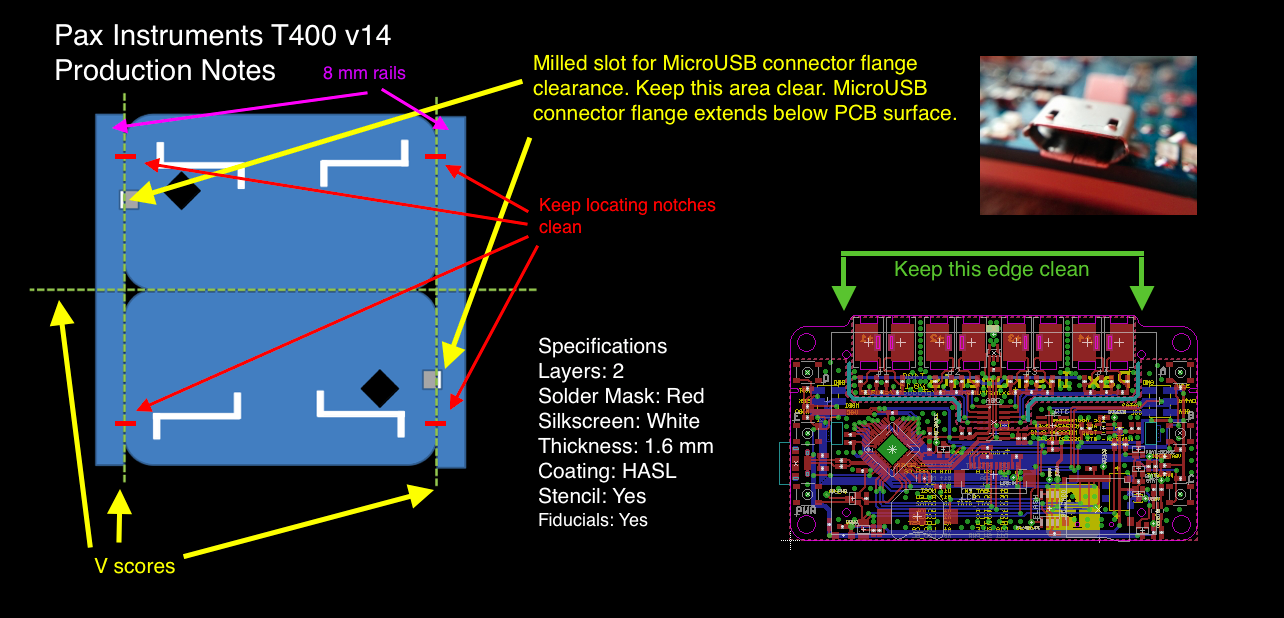 Pax Instruments T400 v14
Production Notes
8 mm rails
Milled slot for MicroUSB connector flange
clearance. Keep this area clear. MicroUSB
connector flange extends below PCB surface.
Keep locating notches
clean
Keep this edge clean
Specifications
Layers: 2
Solder Mask: Red
Silkscreen: White
Thickness: 1.6 mm
Coating: HASL
Stencil: Yes
Fiducials: Yes
V scores
PWR